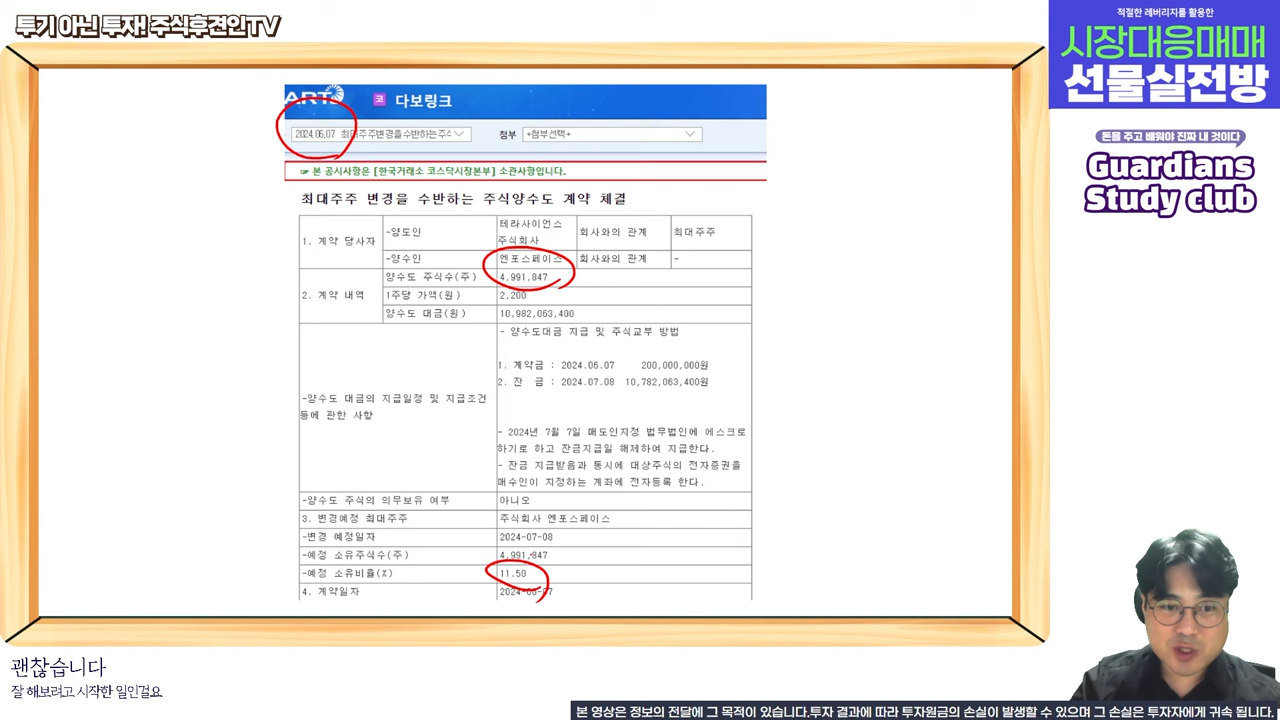 투기 아닌 투자! 주식후견인TV
적절한 레버리지를 활용한
시장대응매매
선물실전방
돈을 주고 배워야 진짜 내 것이다
Guardians
Study club
ART
코 다보링크
2024.06.07 최대주주변경을수반하는주식
첨부 +첨부선택+
☞ 본 공시사항은 [한국거래소 코스닥시장본부] 소관사항입니다.
최대주주 변경을 수반하는 주식양수도 계약 체결
1. 계약 당사자 -양도인 테라사이언스 주식회사 회사와의 관계 최대주주
-양수인 엔포스페이스 회사와의 관계 -
2. 계약 내역 양수도 주식수(주) 4,991,847
1주당 가액(원) 2,200
양수도 대금(원) 10,982,063,400
-양수도 대금의 지급일정 및 지급조건 등에 관한 사항
- 양수도대금 지급 및 주식교부 방법
1. 계약금 : 2024.06.07 200,000,000원
2. 잔 금 : 2024.07.08 10,782,063,400원
- 2024년 7월 7일 매도인지정 법무법인에 에스크로
하기로 하고 잔금지급일 해제하여 지급한다.
- 잔금 지급받음과 동시에 대상주식의 전자증권을
매수인이 지정하는 계좌에 전자등록 한다.
-양수도 주식의 의무보유 여부 아니오
3. 변경예정 최대주주 주식회사 엔포스페이스
-변경 예정일자 2024-07-08
-예정 소유주식수(주) 4,991,847
-예정 소유비율(%) 11.50
4. 계약일자 2024-06-07
괜찮습니다
잘 해보려고 시작한 일인걸요
본 영상은 정보의 전달에 그 목적이 있습니다.투자 결과에 따라 투자원금의 손실이 발생할 수 있으며 그 손실은 투자자에게 귀속 됩니다.